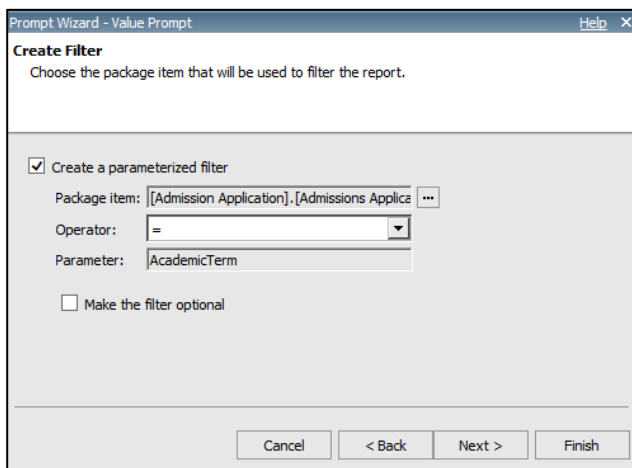 Prompt Wizard - Value Prompt Help X
Create Filter
Choose the package item that will be used to filter the report.
Create a parameterized filter
Package item: [Admission Application].[Admissions Applica ...
Operator: =
Parameter: AcademicTerm
Make the filter optional
Cancel < Back Next > Finish